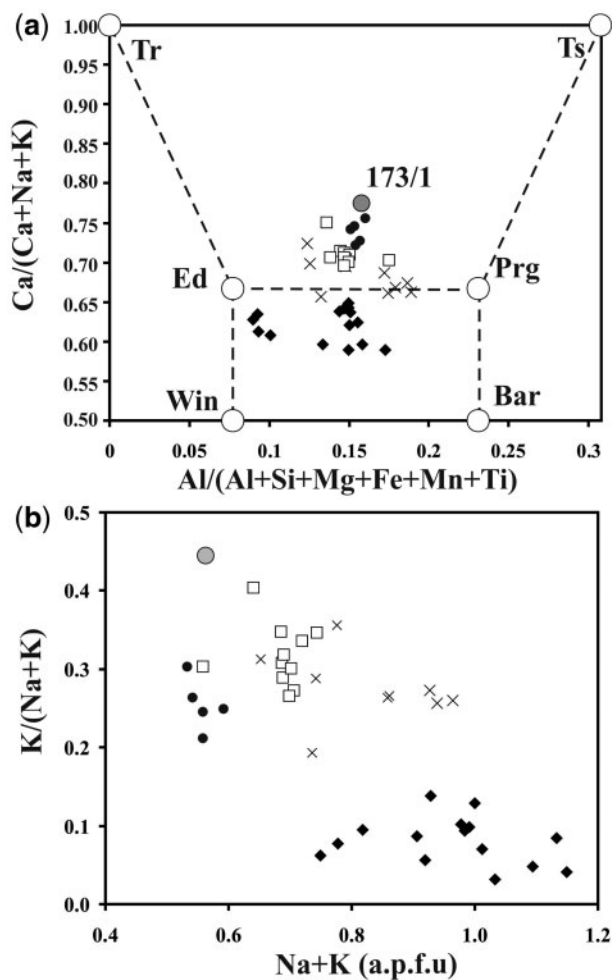 (a)
1.00
Tr
Ts
0.95
0.90
0.85
0.80
173/1
0.75
0.70
Ed
Prg
0.65
0.60
0.55
Win
Bar
0.50
Ca/(Ca+Na+K)
0 0.05 0.1 0.15 0.2 0.25 0.3
Al/(Al+Si+Mg+Fe+Mn+Ti)
(b)
0.5
0.4
0.3
0.2
0.1
0.0
K/(Na+K)
0.4 0.6 0.8 1.0 1.2
Na+K (a.p.f.u)